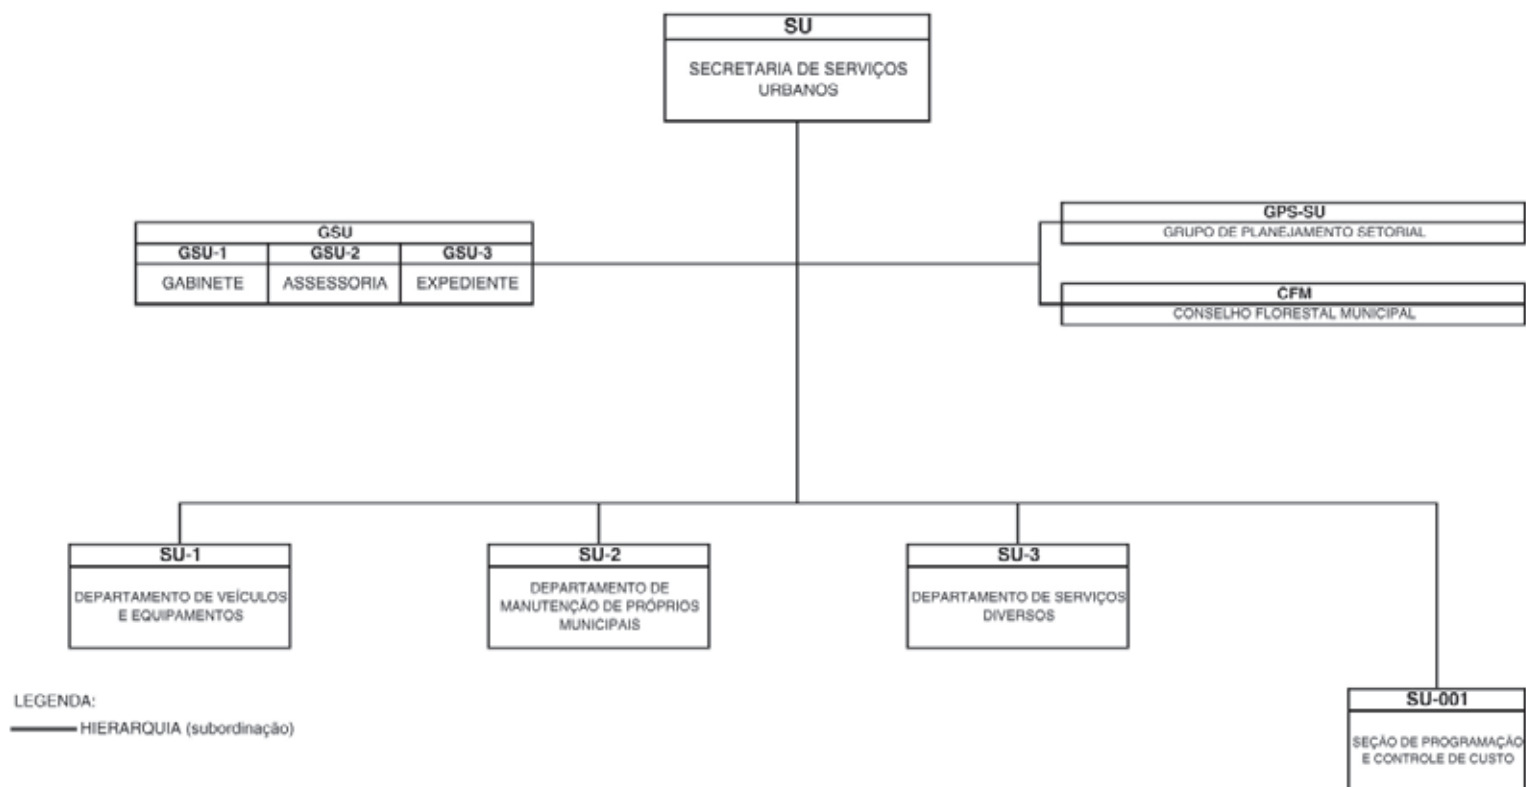 SU
SECRETARIA DE SERVIÇOS
URBANOS
GSU
GSU-1 GSU-2 GSU-3
GABINETE ASSESSORIA EXPEDIENTE
GPS-SU
GRUPO DE PLANEJAMENTO SETORIAL
CFM
CONSELHO FLORESTAL MUNICIPAL
SU-1
DEPARTAMENTO DE VEÍCULOS
E EQUIPAMENTOS
SU-2
DEPARTAMENTO DE
MANUTENÇÃO DE PRÓPRIOS
MUNICIPAIS
SU-3
DEPARTAMENTO DE SERVIÇOS
DIVERSOS
SU-001
SEÇÃO DE PROGRAMAÇÃO
E CONTROLE DE CUSTO
LEGENDA:
HIERARQUIA (subordinação)